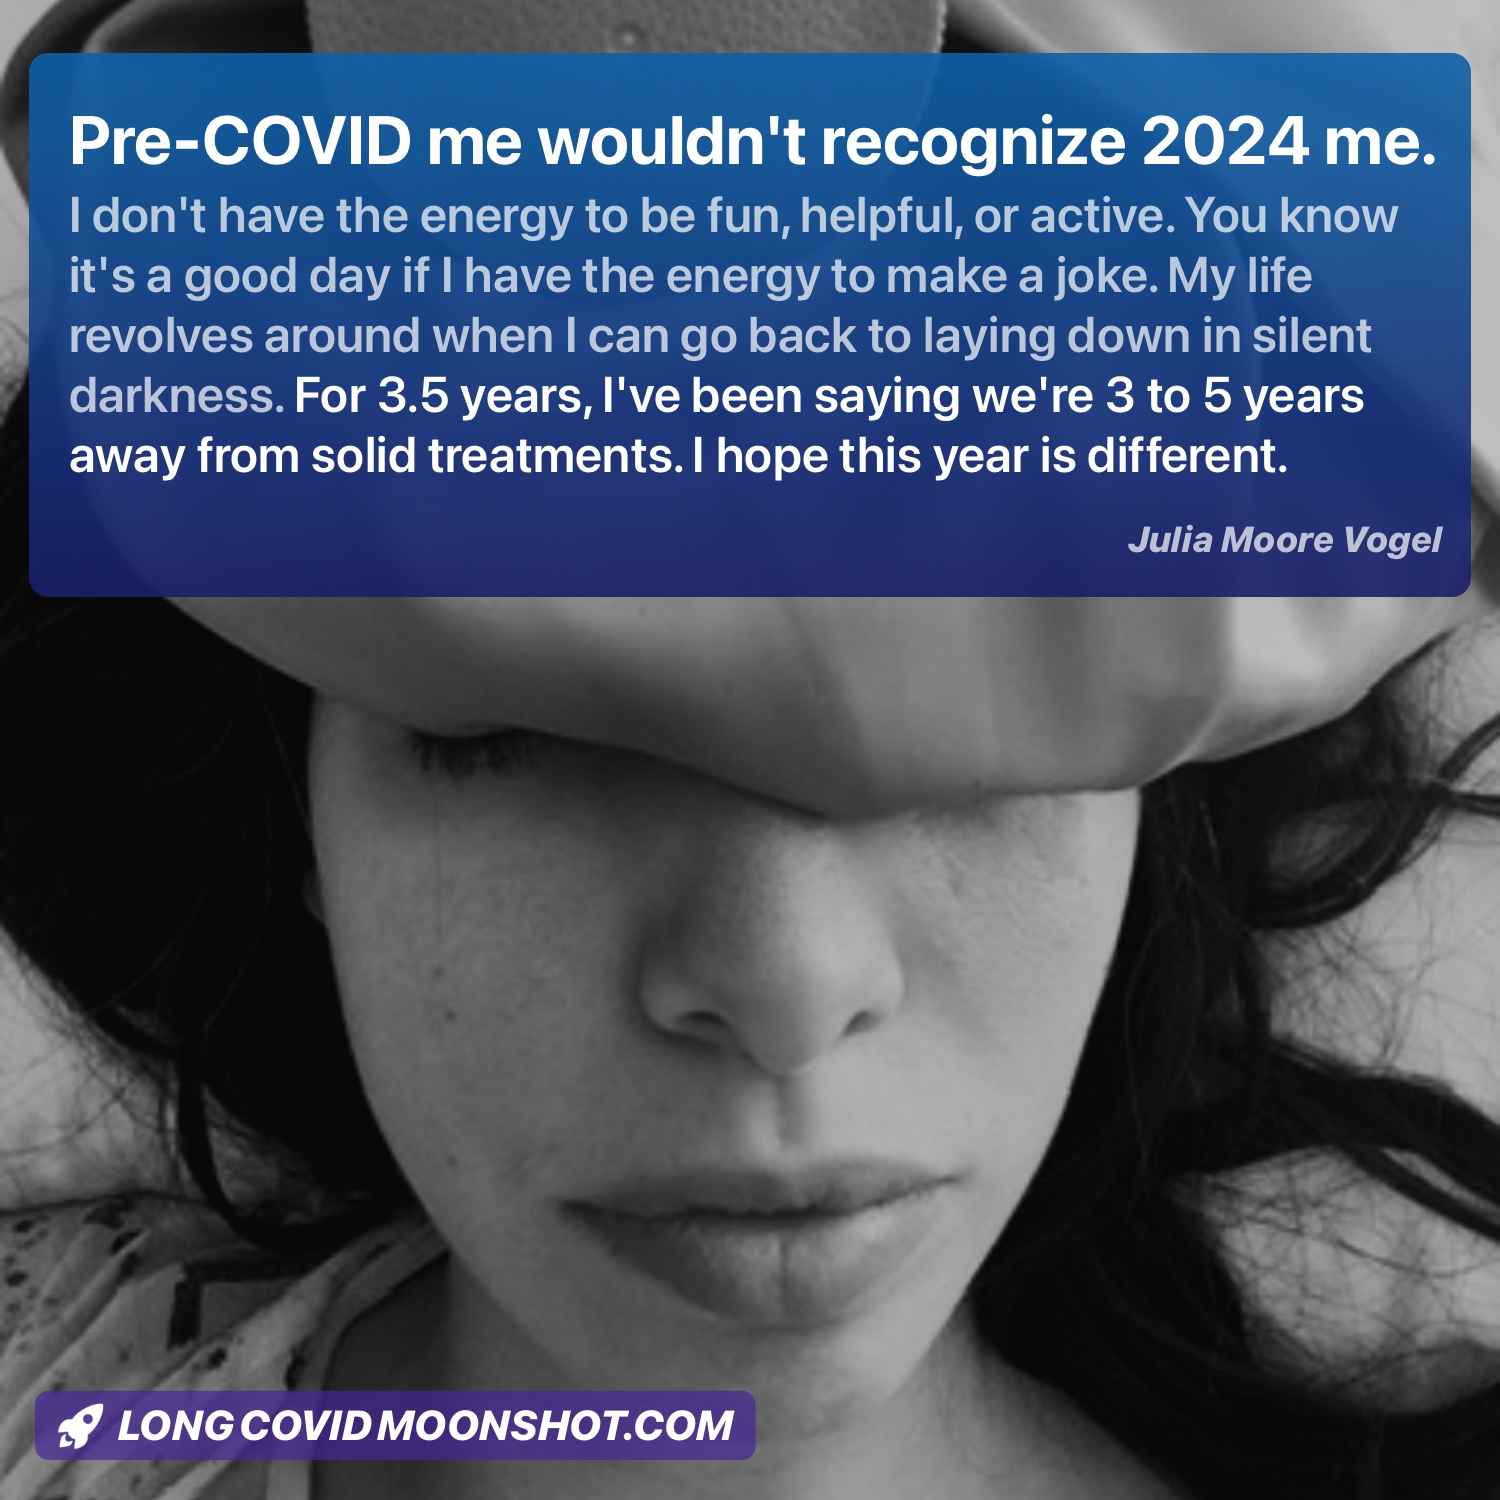 Pre-COVID me wouldn't recognize 2024 me.
I don't have the energy to be fun, helpful, or active. You know
it's a good day if I have the energy to make a joke. My life
revolves around when I can go back to laying down in silent
darkness. For 3.5 years, I've been saying we're 3 to 5 years
away from solid treatments. I hope this year is different.
Julia Moore Vogel
LONG COVID MOONSHOT.COM